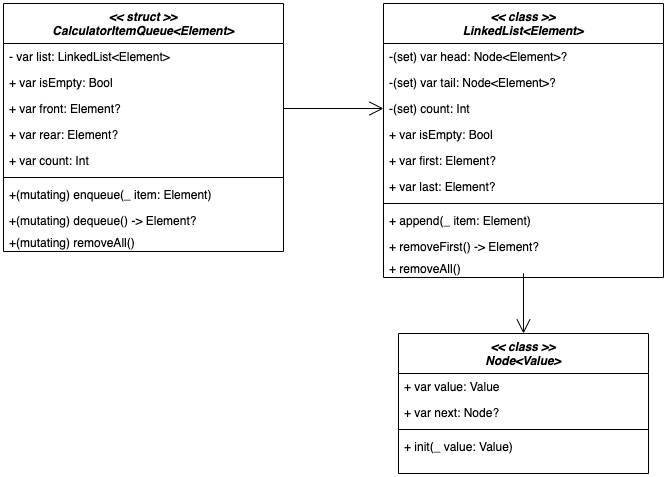 << struct >>
CalculatorItemQueue<Element>
- var list: LinkedList<Element>
+ var isEmpty: Bool
+ var front: Element?
+ var rear: Element?
+ var count: Int
+(mutating) enqueue(_ item: Element)
+(mutating) dequeue() -> Element?
+(mutating) removeAll()
<< class >>
LinkedList<Element>
-(set) var head: Node<Element>?
-(set) var tail: Node<Element>?
-(set) count: Int
+ var isEmpty: Bool
+ var first: Element?
+ var last: Element?
+ append(_ item: Element)
+ removeFirst() -> Element?
+ removeAll()
<< class >>
Node<Value>
+ var value: Value
+ var next: Node?
+ init(_ value: Value)